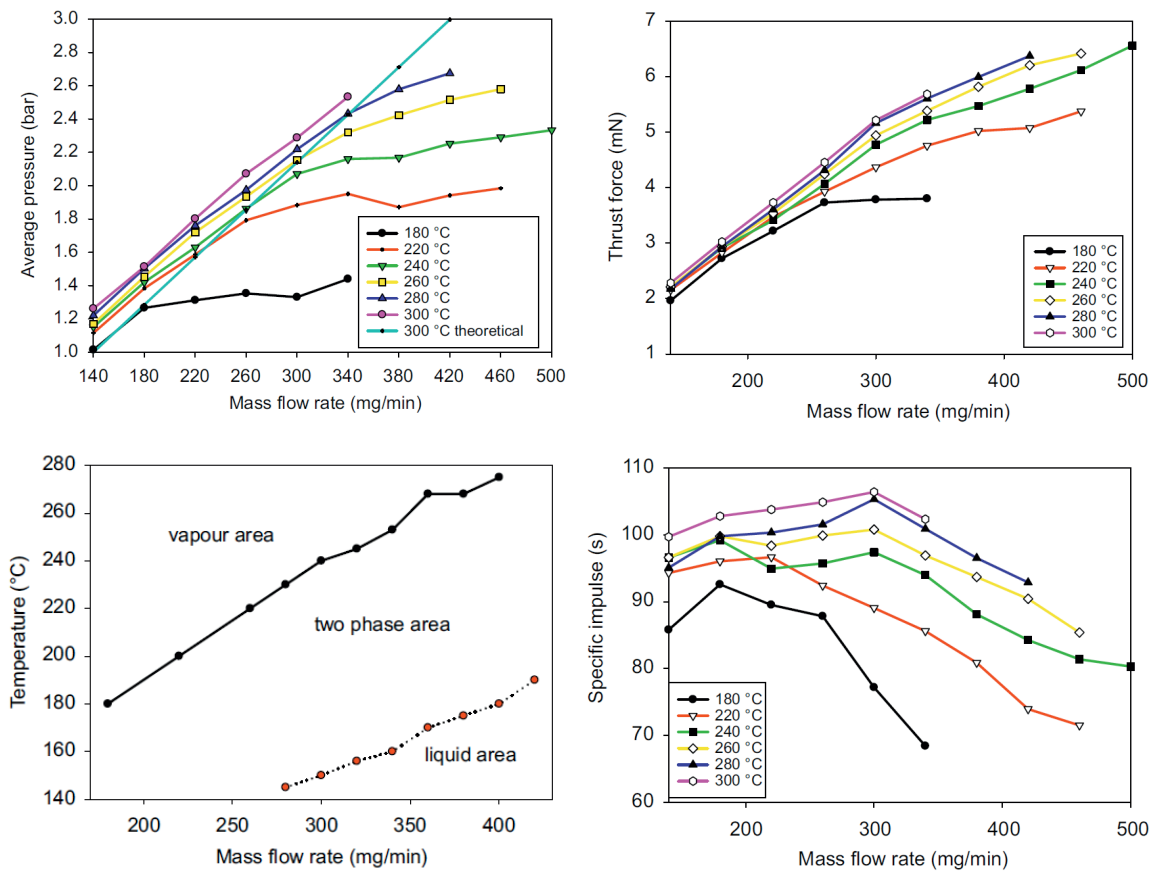 3.0
2.8
2.6
2.4
2.2
2.0
1.8
1.6
1.4
1.2
1.0
Average pressure (bar)
140 180 220 260 300 340 380 420 460 500
Mass flow rate (mg/min)
180 °C
220 °C
240 °C
260 °C
280 °C
300 °C
300 °C theoretical
7
6
5
4
3
2
1
Thrust force (mN)
200 300 400 500
Mass flow rate (mg/min)
180 °C
220 °C
240 °C
260 °C
280 °C
300 °C
280
260
240
220
200
180
160
140
Temperature (°C)
vapour area
two phase area
liquid area
200 250 300 350 400
Mass flow rate (mg/min)
110
100
90
80
70
60
Specific impulse (s)
180 °C
220 °C
240 °C
260 °C
280 °C
300 °C
200 300 400 500
Mass flow rate (mg/min)